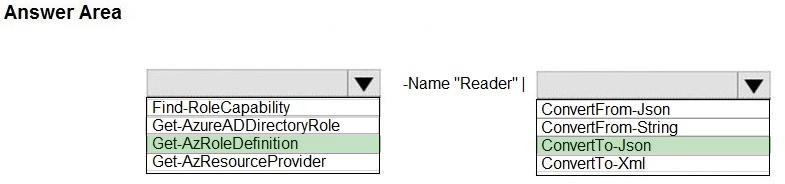 Answer Area
-Name "Reader" |
Find-RoleCapability
Get-AzureADDirectoryRole
Get-AzRoleDefinition
Get-AzResourceProvider
ConvertFrom-Json
ConvertFrom-String
ConvertTo-Json
ConvertTo-Xml